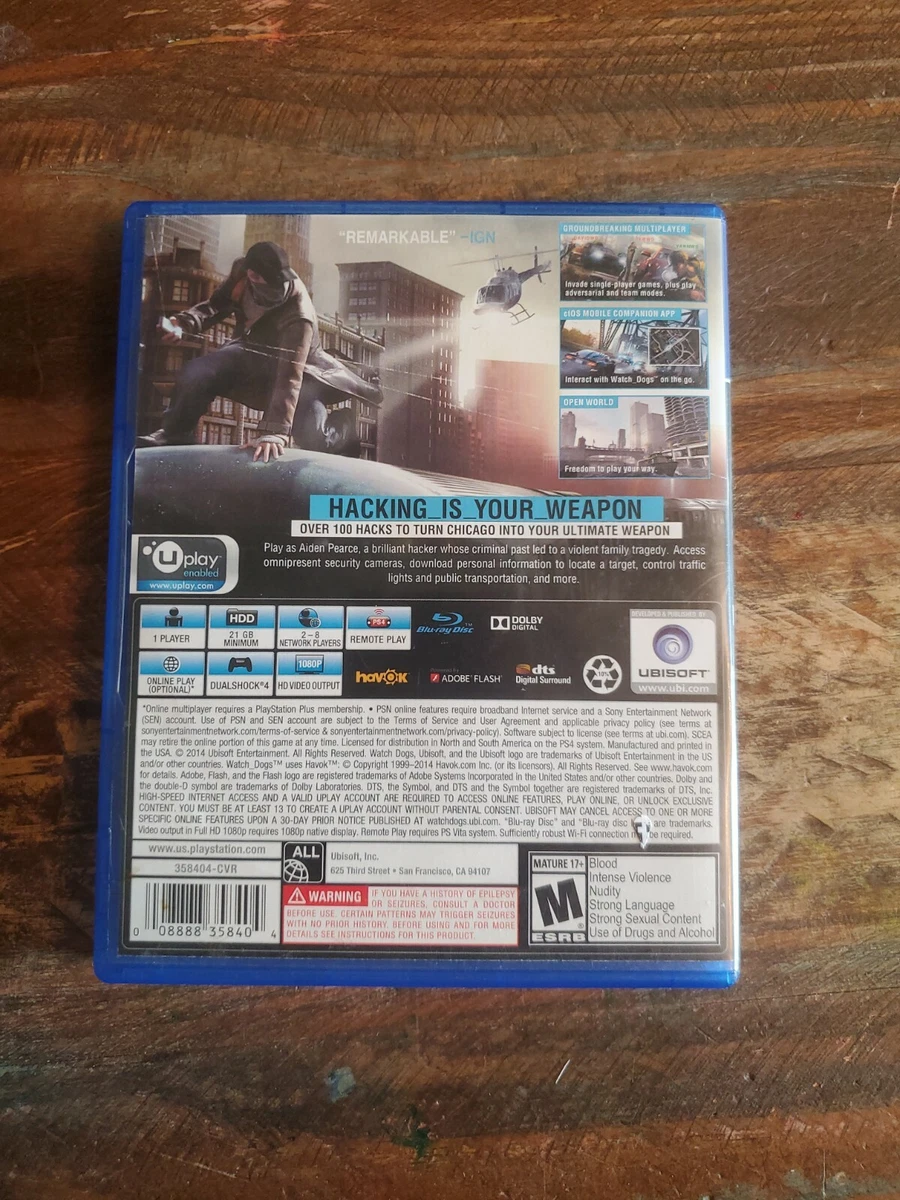 "REMARKABLE" -IGN
GROUNDBREAKING MULTIPLAYER
Invade single-player games, plus play
adversarial and team modes.
ctOS MOBILE COMPANION APP
Interact with Watch_Dogs™ on the go.
OPEN WORLD
Freedom to play your way.
HACKING_IS_YOUR_WEAPON
OVER 100 HACKS TO TURN CHICAGO INTO YOUR ULTIMATE WEAPON
Play as Aiden Pearce, a brilliant hacker whose criminal past led to a violent family tragedy. Access
omnipresent security cameras, download personal information to locate a target, control traffic
lights and public transportation, and more.
Uplay
enabled
www.uplay.com
1 PLAYER
HDD
21 GB
MINIMUM
2 – 8
NETWORK PLAYERS
PS4
REMOTE PLAY
Blu-ray Disc™
DOLBY
DIGITAL
DEVELOPED & PUBLISHED BY
UBISOFT
www.ubi.com
ONLINE PLAY
(OPTIONAL)*
DUALSHOCK®4
1080P
HD VIDEO OUTPUT
havok
ADOBE® FLASH®
dts
Digital Surround
*Online multiplayer requires a PlayStation Plus membership. • PSN online features require broadband Internet service and a Sony Entertainment Network
(SEN) account. Use of PSN and SEN account are subject to the Terms of Service and User Agreement and applicable privacy policy (see terms at
sonyentertainmentnetwork.com/terms-of-service & sonyentertainmentnetwork.com/privacy-policy). Software subject to license (see terms at ubi.com). SCEA
may retire the online portion of this game at any time. Licensed for distribution in North and South America on the PS4 system. Manufactured and printed in
the USA. © 2014 Ubisoft Entertainment. All Rights Reserved. Watch Dogs, Ubisoft, and the Ubisoft logo are trademarks of Ubisoft Entertainment in the US
and/or other countries. Watch_Dogs™ uses Havok™: © Copyright 1999–2014 Havok.com Inc. (or its licensors). All Rights Reserved. See www.havok.com
for details. Adobe, Flash, and the Flash logo are registered trademarks of Adobe Systems Incorporated in the United States and/or other countries. Dolby and
the double-D symbol are trademarks of Dolby Laboratories. DTS, the Symbol, and DTS and the Symbol together are registered trademarks of DTS, Inc.
HIGH-SPEED INTERNET ACCESS AND A VALID UPLAY ACCOUNT ARE REQUIRED TO ACCESS ONLINE FEATURES, PLAY ONLINE, OR UNLOCK EXCLUSIVE
CONTENT. YOU MUST BE AT LEAST 13 TO CREATE A UPLAY ACCOUNT WITHOUT PARENTAL CONSENT. UBISOFT MAY CANCEL ACCESS TO ONE OR MORE
SPECIFIC ONLINE FEATURES UPON A 30-DAY PRIOR NOTICE PUBLISHED AT watchdogs.ubi.com. "Blu-ray Disc" and "Blu-ray disc are trademarks.
Video output in Full HD 1080p requires 1080p native display. Remote Play requires PS Vita system. Sufficiently robust Wi-Fi connection be required.
www.us.playstation.com
358404-CVR
ALL
Ubisoft, Inc.
625 Third Street • San Francisco, CA 94107
WARNING IF YOU HAVE A HISTORY OF EPILEPSY
OR SEIZURES, CONSULT A DOCTOR
BEFORE USE. CERTAIN PATTERNS MAY TRIGGER SEIZURES
WITH NO PRIOR HISTORY. BEFORE USING AND FOR MORE
DETAILS SEE INSTRUCTIONS FOR THIS PRODUCT.
0 08888 35840 4
MATURE 17+
M
ESRB
Blood
Intense Violence
Nudity
Strong Language
Strong Sexual Content
Use of Drugs and Alcohol